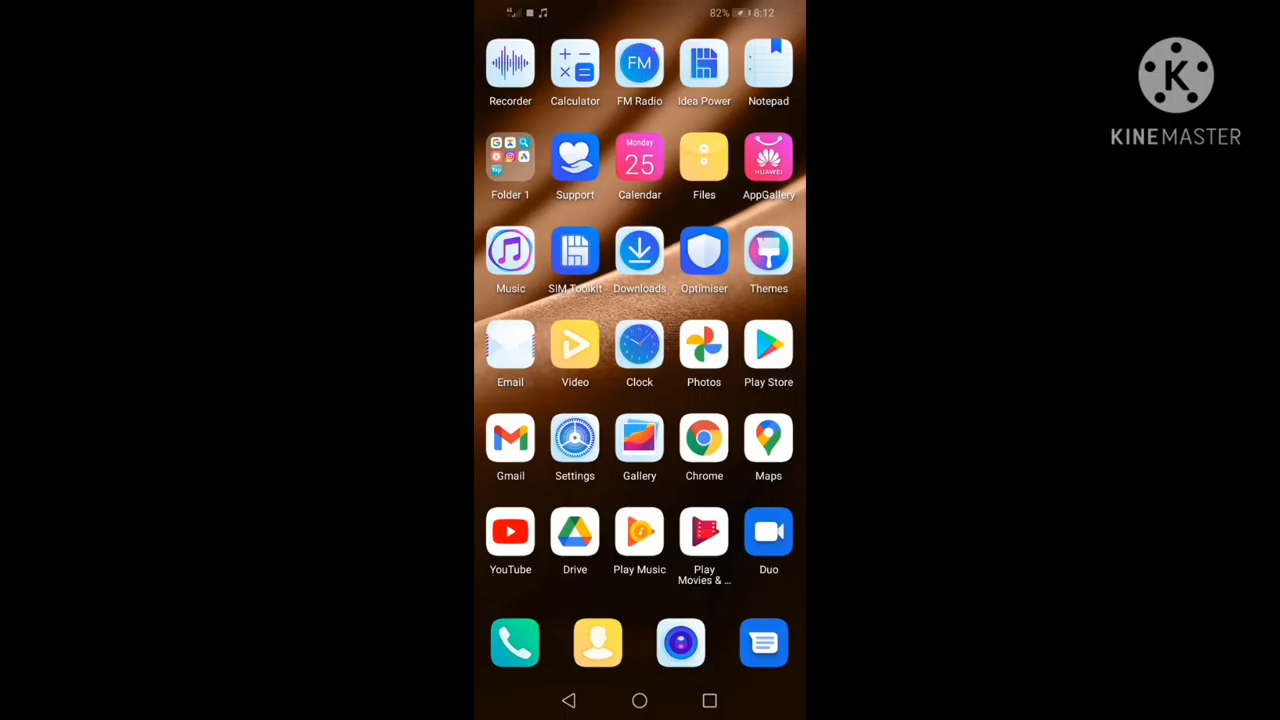 82% 8:12
K
KINEMASTER
FM
Recorder Calculator FM Radio Idea Power Notepad
Monday
25
HUAWEI
Folder 1 Support Calendar Files AppGallery
Music SIM Toolkit Downloads Optimiser Themes
Email Video Clock Photos Play Store
Gmail Settings Gallery Chrome Maps
YouTube Drive Play Music Play Duo
Movies & ...